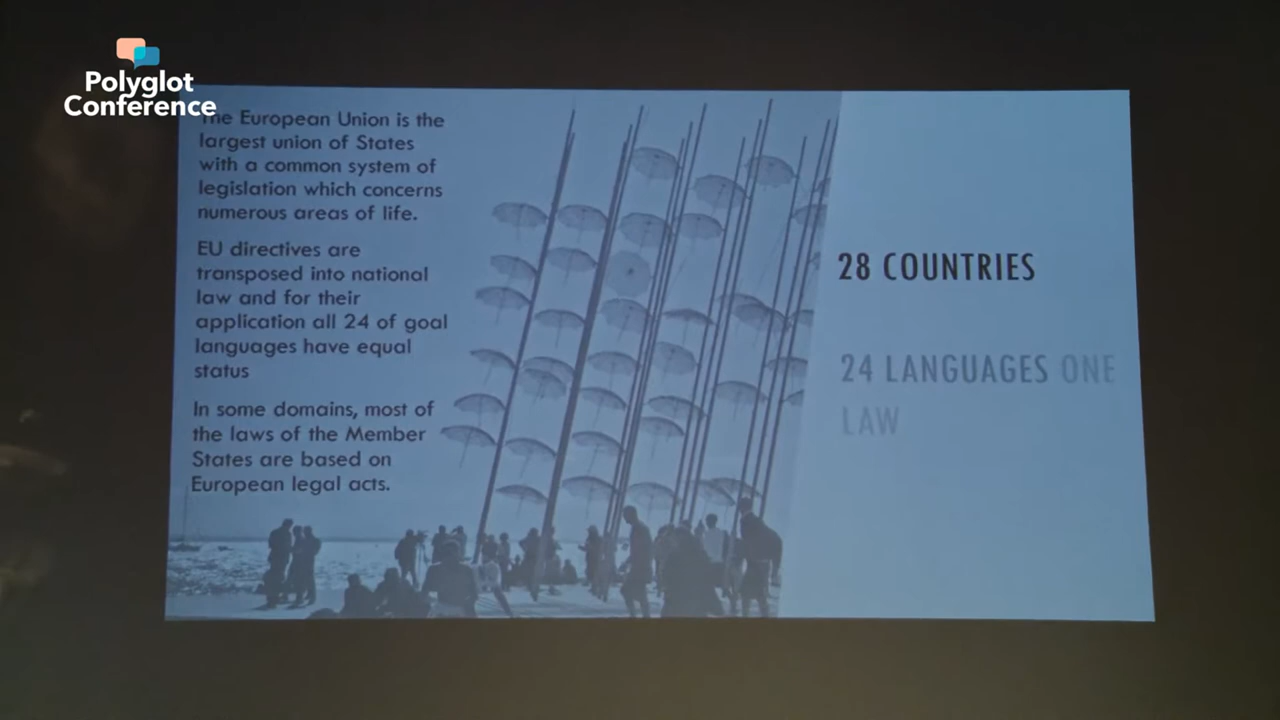 Polyglot
Conference
The European Union is the
largest union of States
with a common system of
legislation which concerns
numerous areas of life.
EU directives are
transposed into national
law and for their
application all 24 of goal
languages have equal
status
In some domains, most of
the laws of the Member
States are based on
European legal acts.
28 COUNTRIES
24 LANGUAGES ONE
LAW